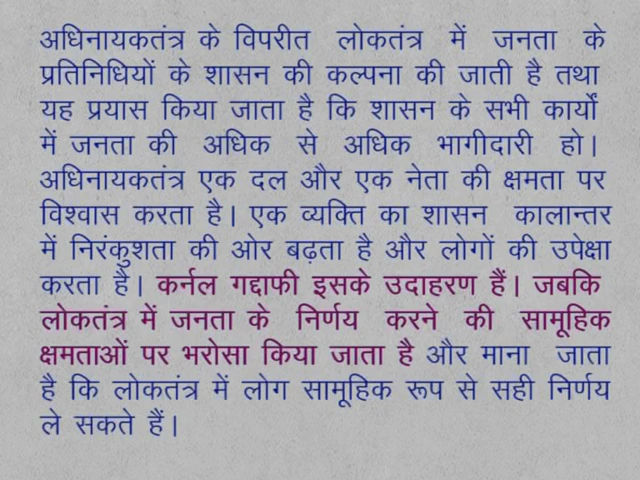 अधिनायकतंत्र के विपरीत लोकतंत्र में जनता के
प्रतिनिधियों के शासन की कल्पना की जाती है तथा
यह प्रयास किया जाता है कि शासन के सभी कार्यों
में जनता की अधिक से अधिक भागीदारी हो।
अधिनायकतंत्र एक दल और एक नेता की क्षमता पर
विश्वास करता है। एक व्यक्ति का शासन कालान्तर
में निरंकुशता की ओर बढ़ता है और लोगों की उपेक्षा
करता है। कर्नल गद्दाफी इसके उदाहरण हैं। जबकि
लोकतंत्र में जनता के निर्णय करने की सामूहिक
क्षमताओं पर भरोसा किया जाता है और माना जाता
है कि लोकतंत्र में लोग सामूहिक रूप से सही निर्णय
ले सकते हैं।